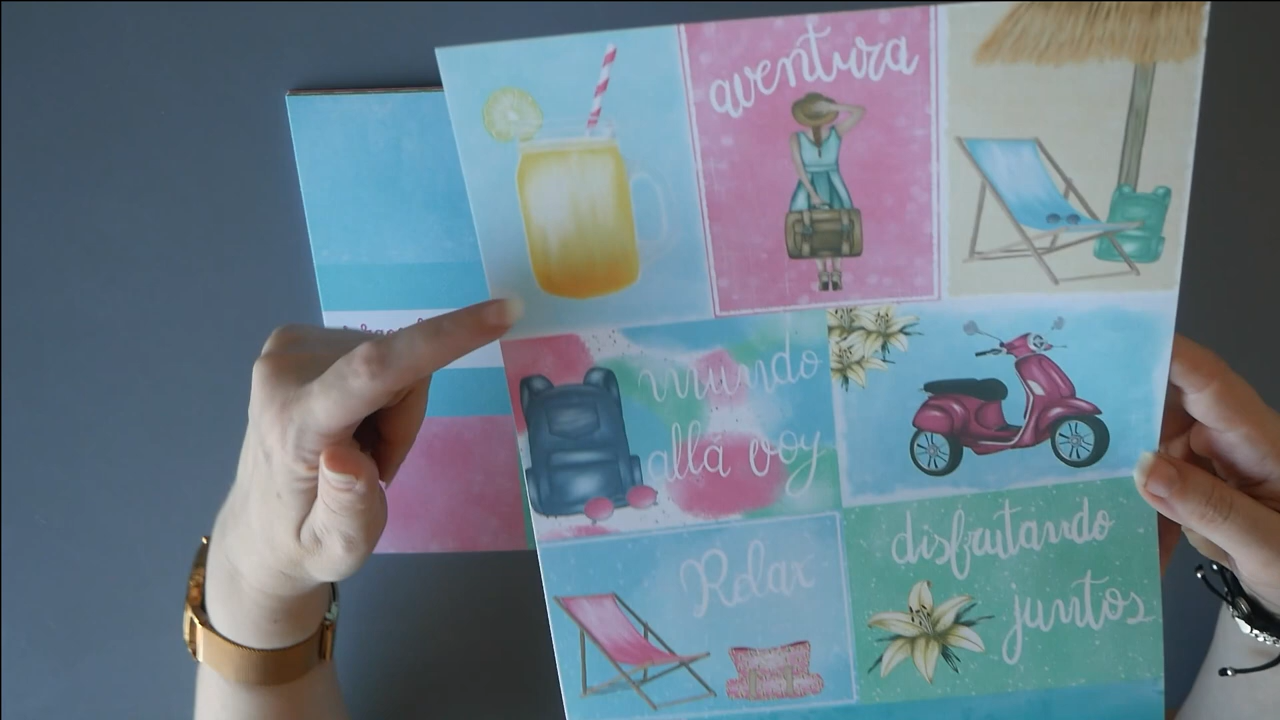 aventura
mundo
allá voy
Relax
disfrutando
juntos